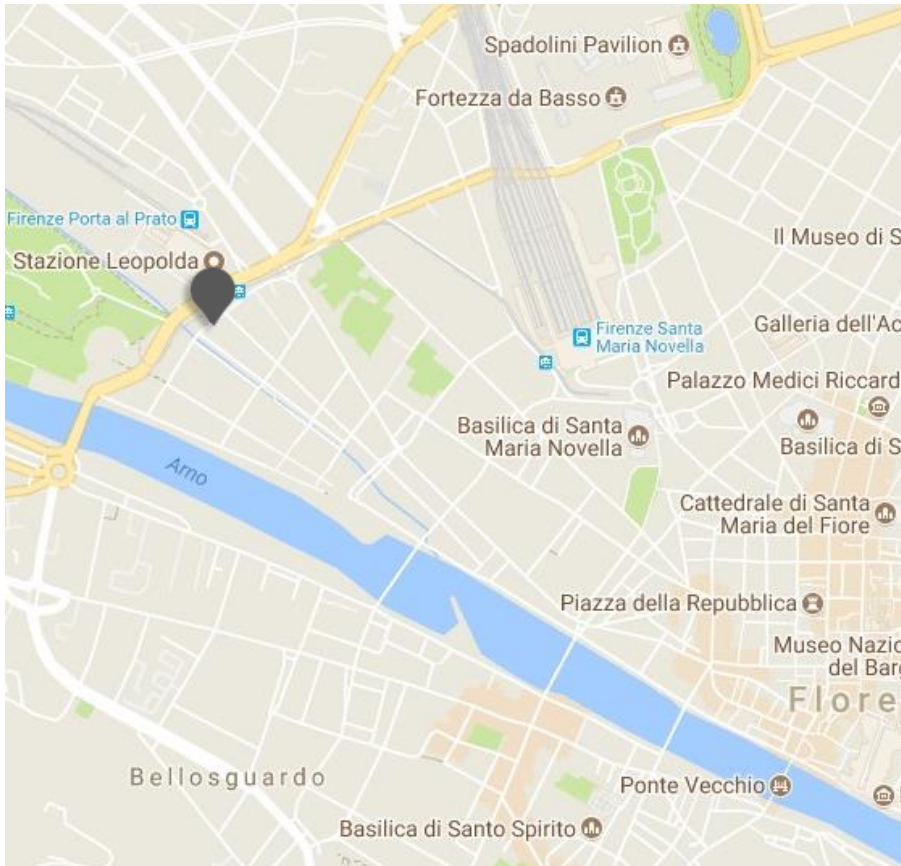 Spadolini Pavilion
Fortezza da Basso
Firenze Porta al Prato
Il Museo di S
Stazione Leopolda
Firenze Santa
Maria Novella
Galleria dell'Ac
Palazzo Medici Riccard
Basilica di Santa
Maria Novella
Basilica di S
Arno
Cattedrale di Santa
Maria del Fiore
Piazza della Repubblica
Museo Nazio
del Barg
Flore
Bellosguardo
Ponte Vecchio
Basilica di Santo Spirito